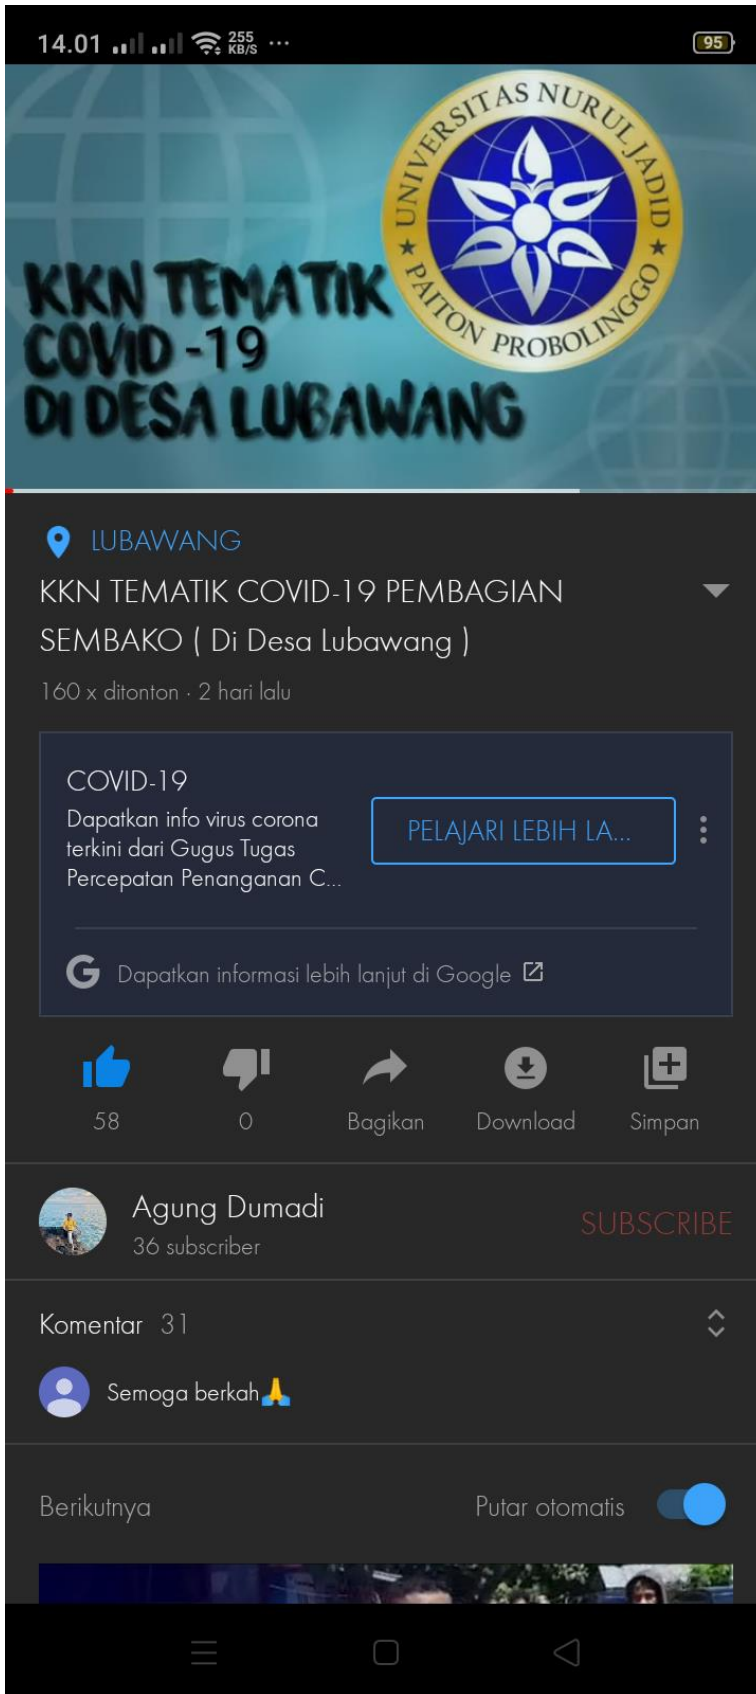 14.01 255 KB/S ... 95
UNIVERSITAS NURUL JADID
★ PAITON PROBOLINGGO ★
KKN TEMATIK
COVID -19
DI DESA LUBAWANG
LUBAWANG
KKN TEMATIK COVID-19 PEMBAGIAN
SEMBAKO ( Di Desa Lubawang )
160 x ditonton · 2 hari lalu
COVID-19
Dapatkan info virus corona
terkini dari Gugus Tugas
Percepatan Penanganan C...
PELAJARI LEBIH LA...
G Dapatkan informasi lebih lanjut di Google
58 0 Bagikan Download Simpan
Agung Dumadi
36 subscriber
SUBSCRIBE
Komentar 31
Semoga berkah🙏
Berikutnya Putar otomatis